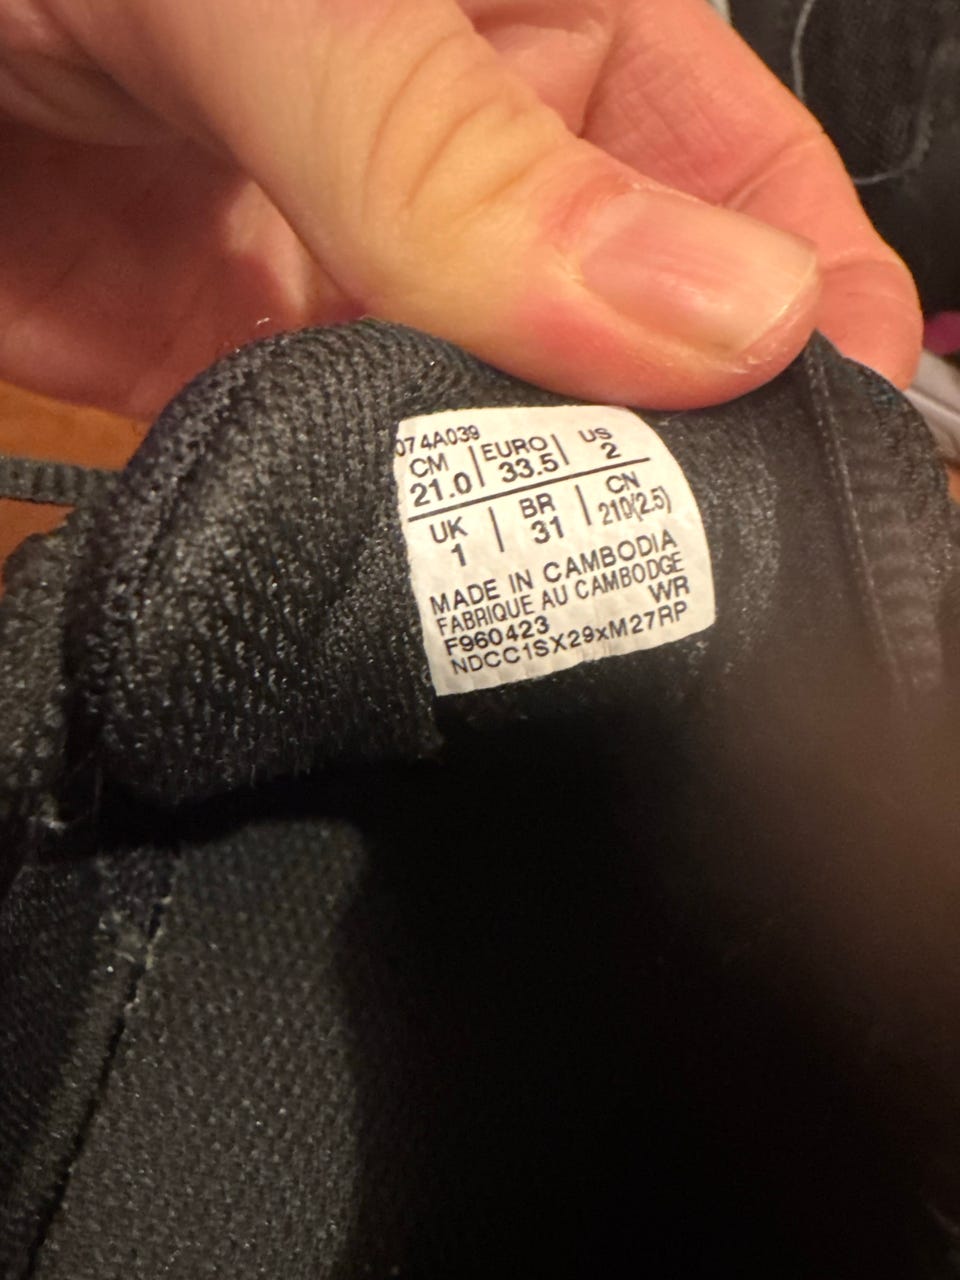 074A039
CM | EURO | US
21.0 | 33.5 | 2
UK | BR | CN
1 | 31 | 210(2.5)
MADE IN CAMBODIA
FABRIQUE AU CAMBODGE
F960423 WR
NDCC1SX29xM27RP